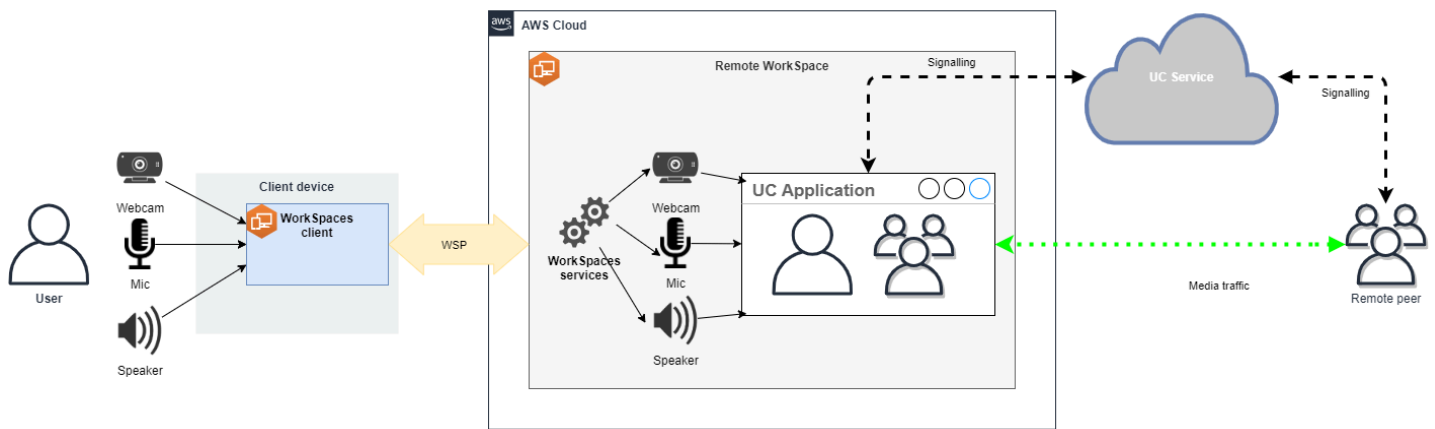 aws
AWS Cloud
Remote WorkSpace
Signalling
UC Service
Signalling
Client device
Webcam
WorkSpaces
client
UC Application
Webcam
WSP
WorkSpaces
services
User
Mic
Mic
Media traffic
Remote peer
Speaker
Speaker